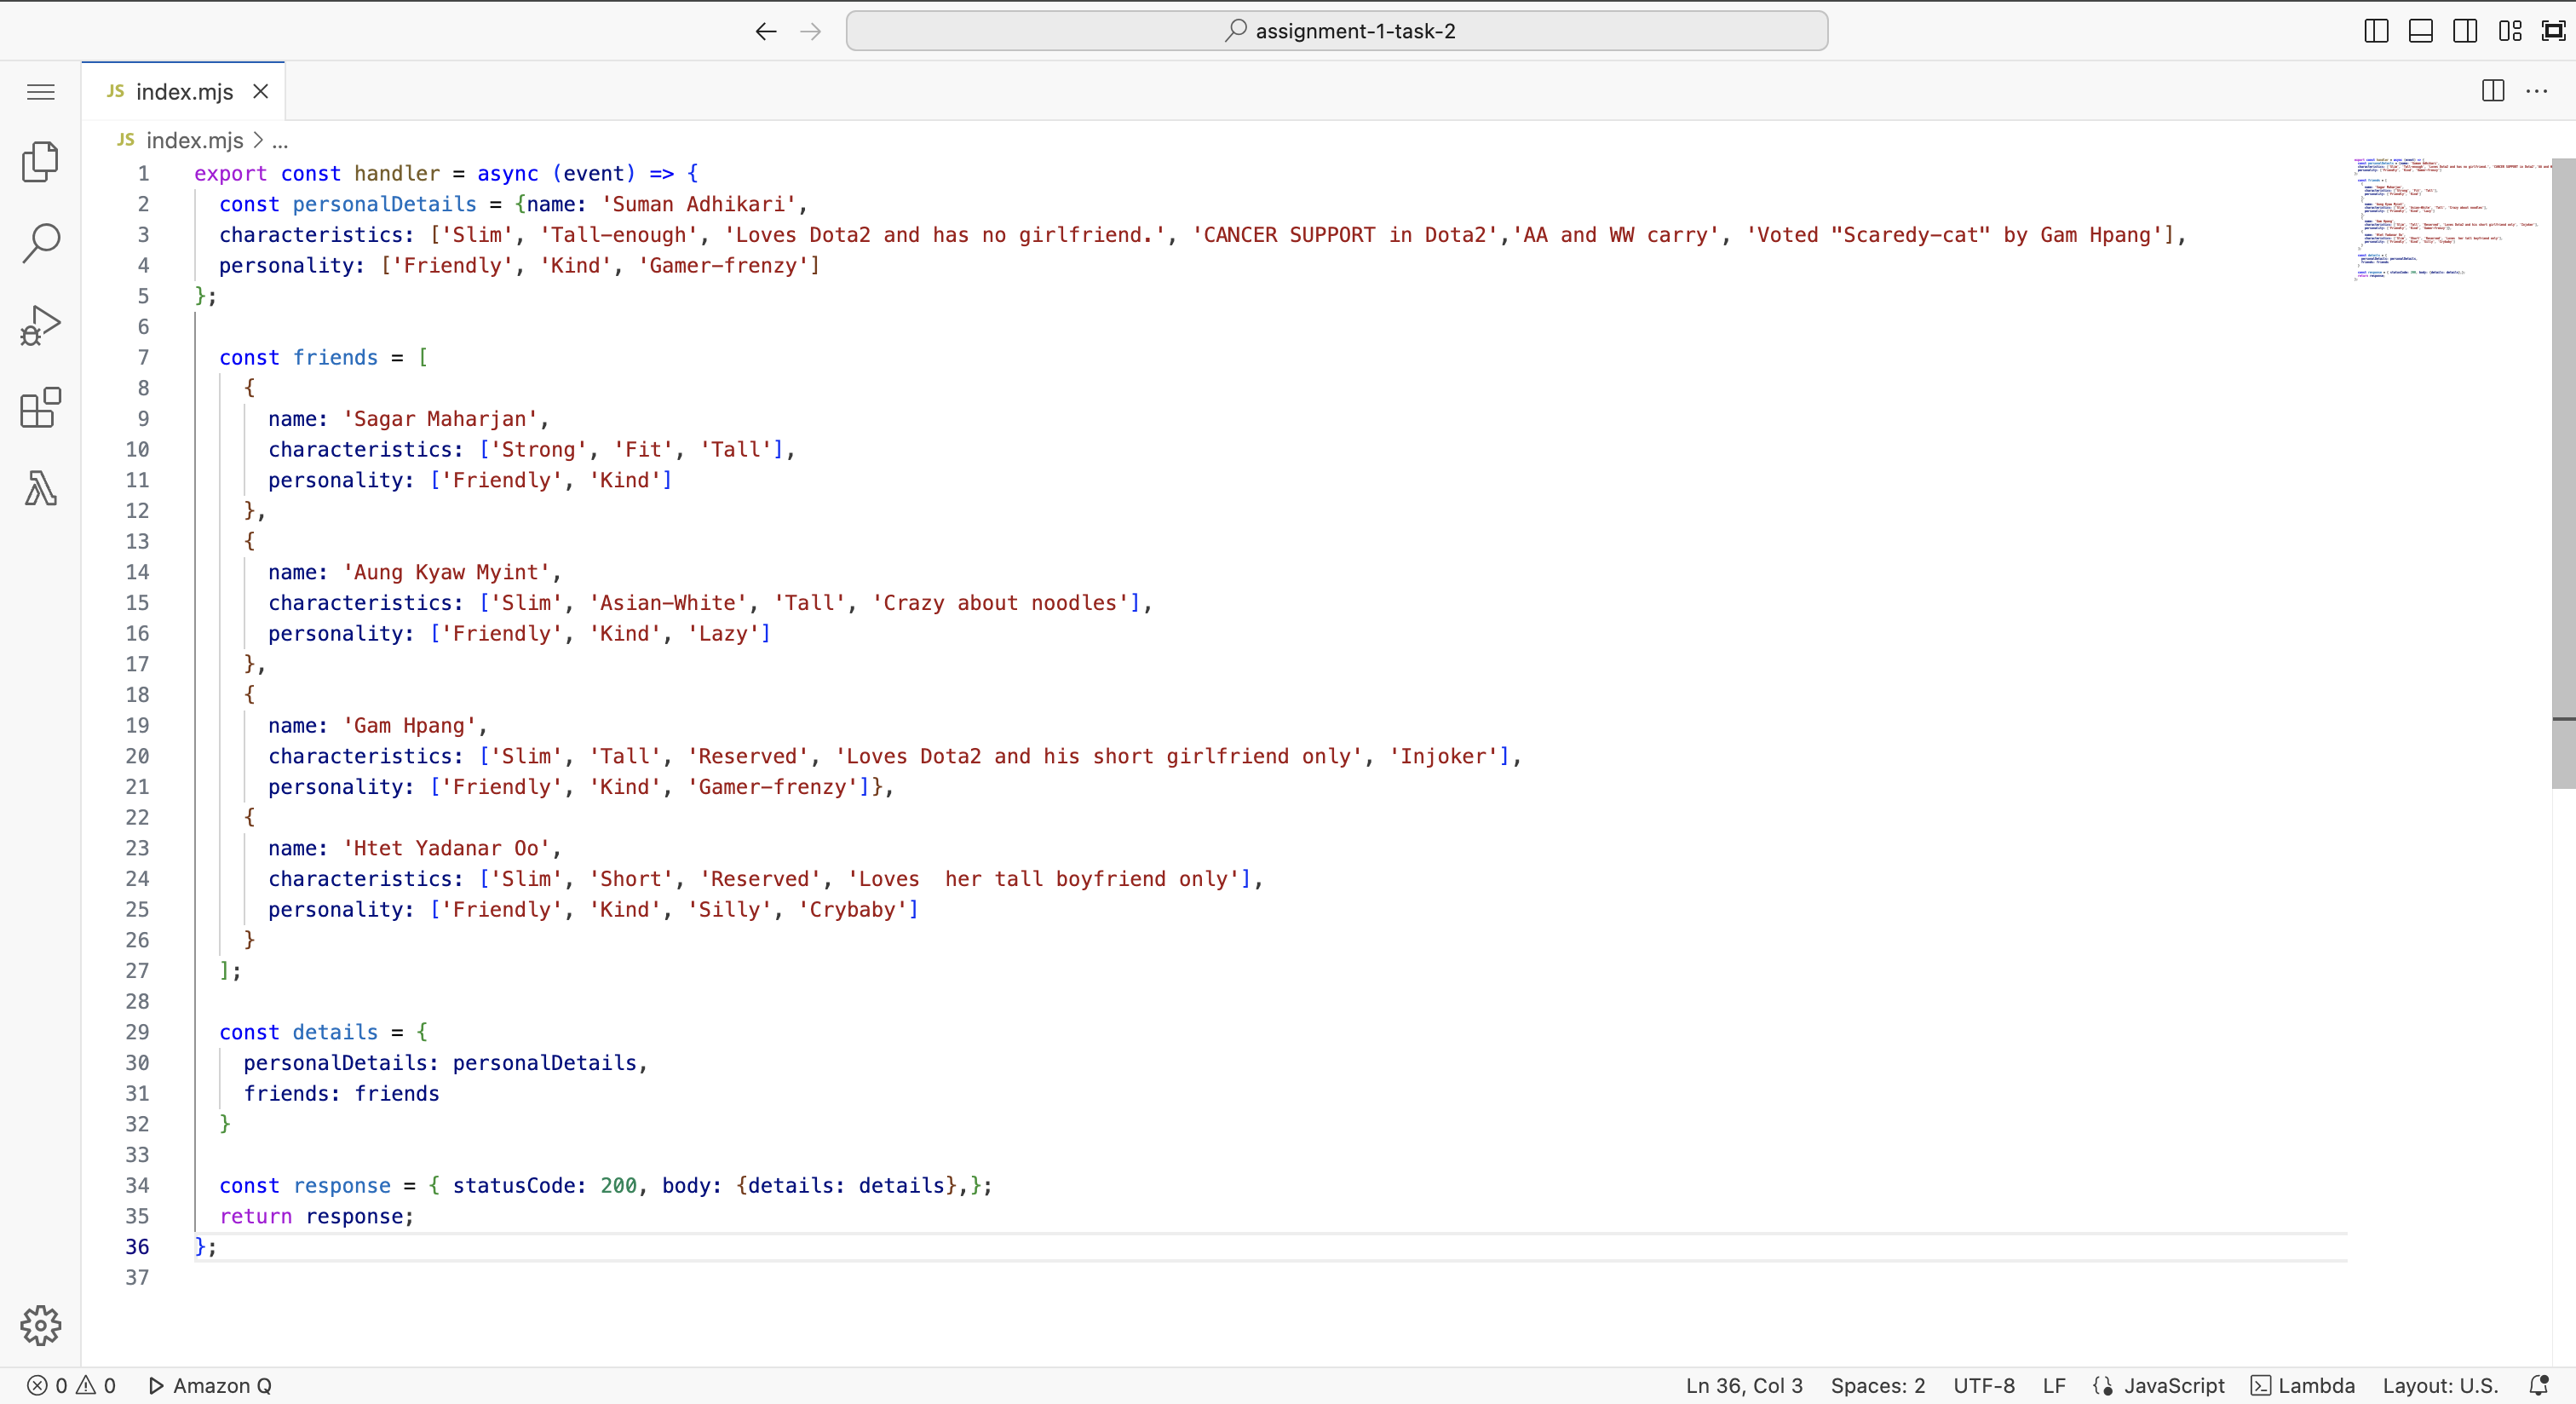 assignment-1-task-2
JS index.mjs
JS index.mjs > ...
1 export const handler = async (event) => {
2   const personalDetails = {name: 'Suman Adhikari',
3   characteristics: ['Slim', 'Tall-enough', 'Loves Dota2 and has no girlfriend.', 'CANCER SUPPORT in Dota2','AA and WW carry', 'Voted "Scaredy-cat" by Gam Hpang'],
4   personality: ['Friendly', 'Kind', 'Gamer-frenzy']
5 };
6
7   const friends = [
8     {
9       name: 'Sagar Maharjan',
10       characteristics: ['Strong', 'Fit', 'Tall'],
11       personality: ['Friendly', 'Kind']
12     },
13     {
14       name: 'Aung Kyaw Myint',
15       characteristics: ['Slim', 'Asian-White', 'Tall', 'Crazy about noodles'],
16       personality: ['Friendly', 'Kind', 'Lazy']
17     },
18     {
19       name: 'Gam Hpang',
20       characteristics: ['Slim', 'Tall', 'Reserved', 'Loves Dota2 and his short girlfriend only', 'Injoker'],
21       personality: ['Friendly', 'Kind', 'Gamer-frenzy']},
22     {
23       name: 'Htet Yadanar Oo',
24       characteristics: ['Slim', 'Short', 'Reserved', 'Loves  her tall boyfriend only'],
25       personality: ['Friendly', 'Kind', 'Silly', 'Crybaby']
26     }
27   ];
28
29   const details = {
30     personalDetails: personalDetails,
31     friends: friends
32   }
33
34   const response = { statusCode: 200, body: {details: details},};
35   return response;
36 };
37
0 0 Amazon Q Ln 36, Col 3 Spaces: 2 UTF-8 LF JavaScript Lambda Layout: U.S.